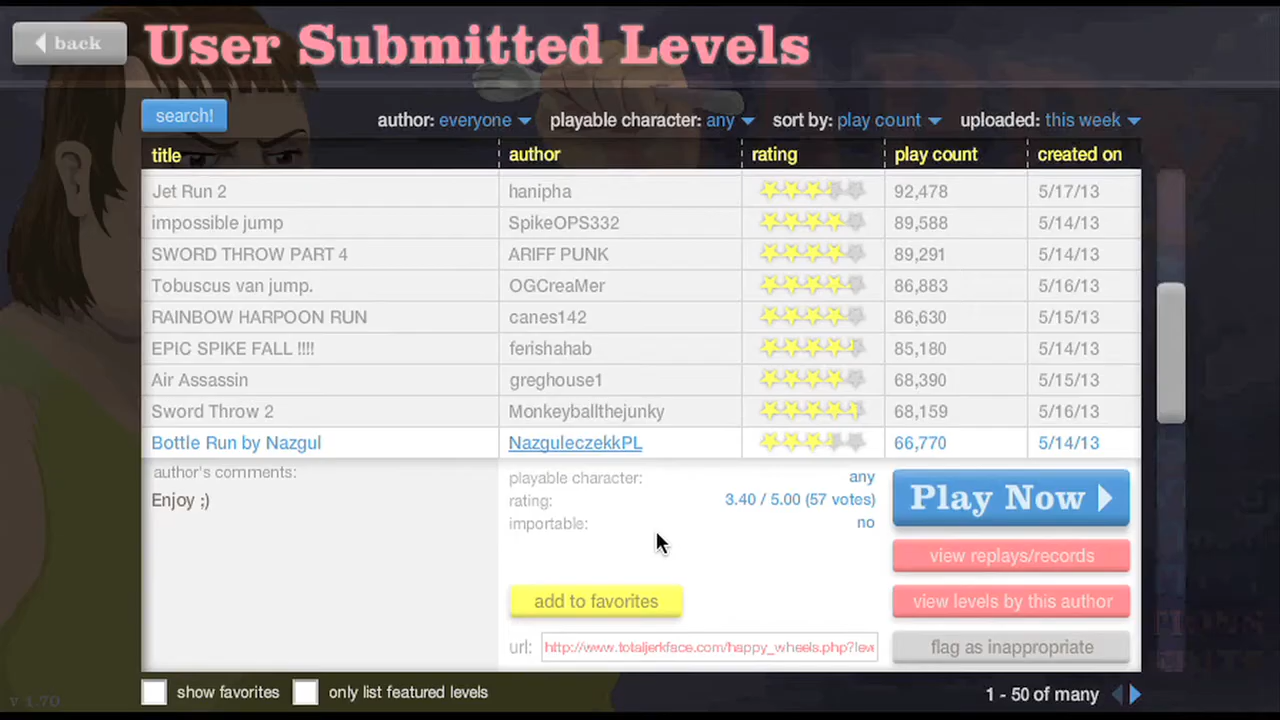 back
User Submitted Levels
search!
author: everyone playable character: any sort by: play count uploaded: this week
title author rating play count created on
Jet Run 2 hanipha 92,478 5/17/13
impossible jump SpikeOPS332 89,588 5/14/13
SWORD THROW PART 4 ARIFF PUNK 89,291 5/14/13
Tobuscus van jump. OGCreaMer 86,883 5/16/13
RAINBOW HARPOON RUN canes142 86,630 5/15/13
EPIC SPIKE FALL !!!! ferishahab 85,180 5/14/13
Air Assassin greghouse1 68,390 5/15/13
Sword Throw 2 Monkeyballthejunky 68,159 5/16/13
Bottle Run by Nazgul NazguleczekkPL 66,770 5/14/13
author's comments:
Enjoy ;)
playable character: any
rating: 3.40 / 5.00 (57 votes)
importable: no
Play Now
view replays/records
add to favorites
view levels by this author
url: http://www.totaljerkface.com/happy_wheels.php?lev
flag as inappropriate
show favorites only list featured levels
1 - 50 of many
v 1.70